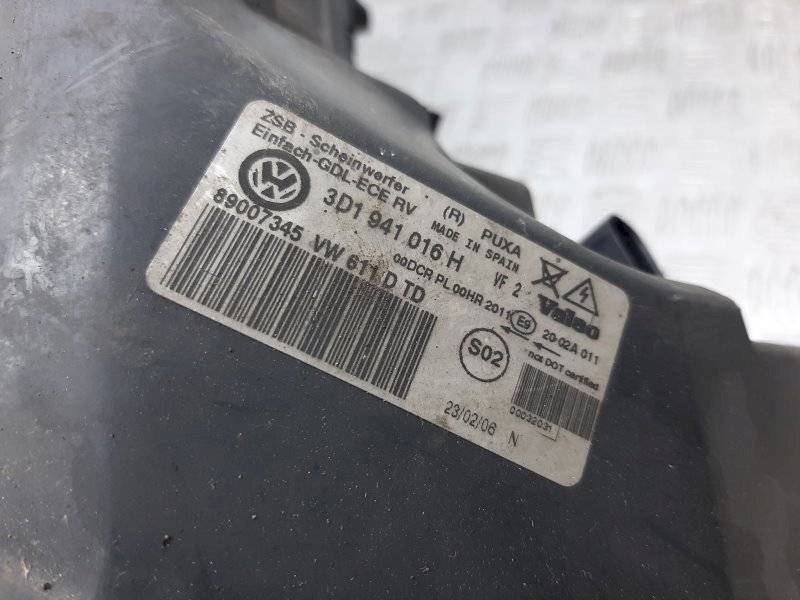 ZSB - Scheinwerfer (R) PUXA
Einfach-GDL-ECE RV MADE IN SPAIN
3D1 941 016 H VF 2
89007345 VW 611 D TD
00DCR PL 00HR 2011 E9 20-02A 011
Valeo
S02
not DOT certified
00032031
23/02/06 N